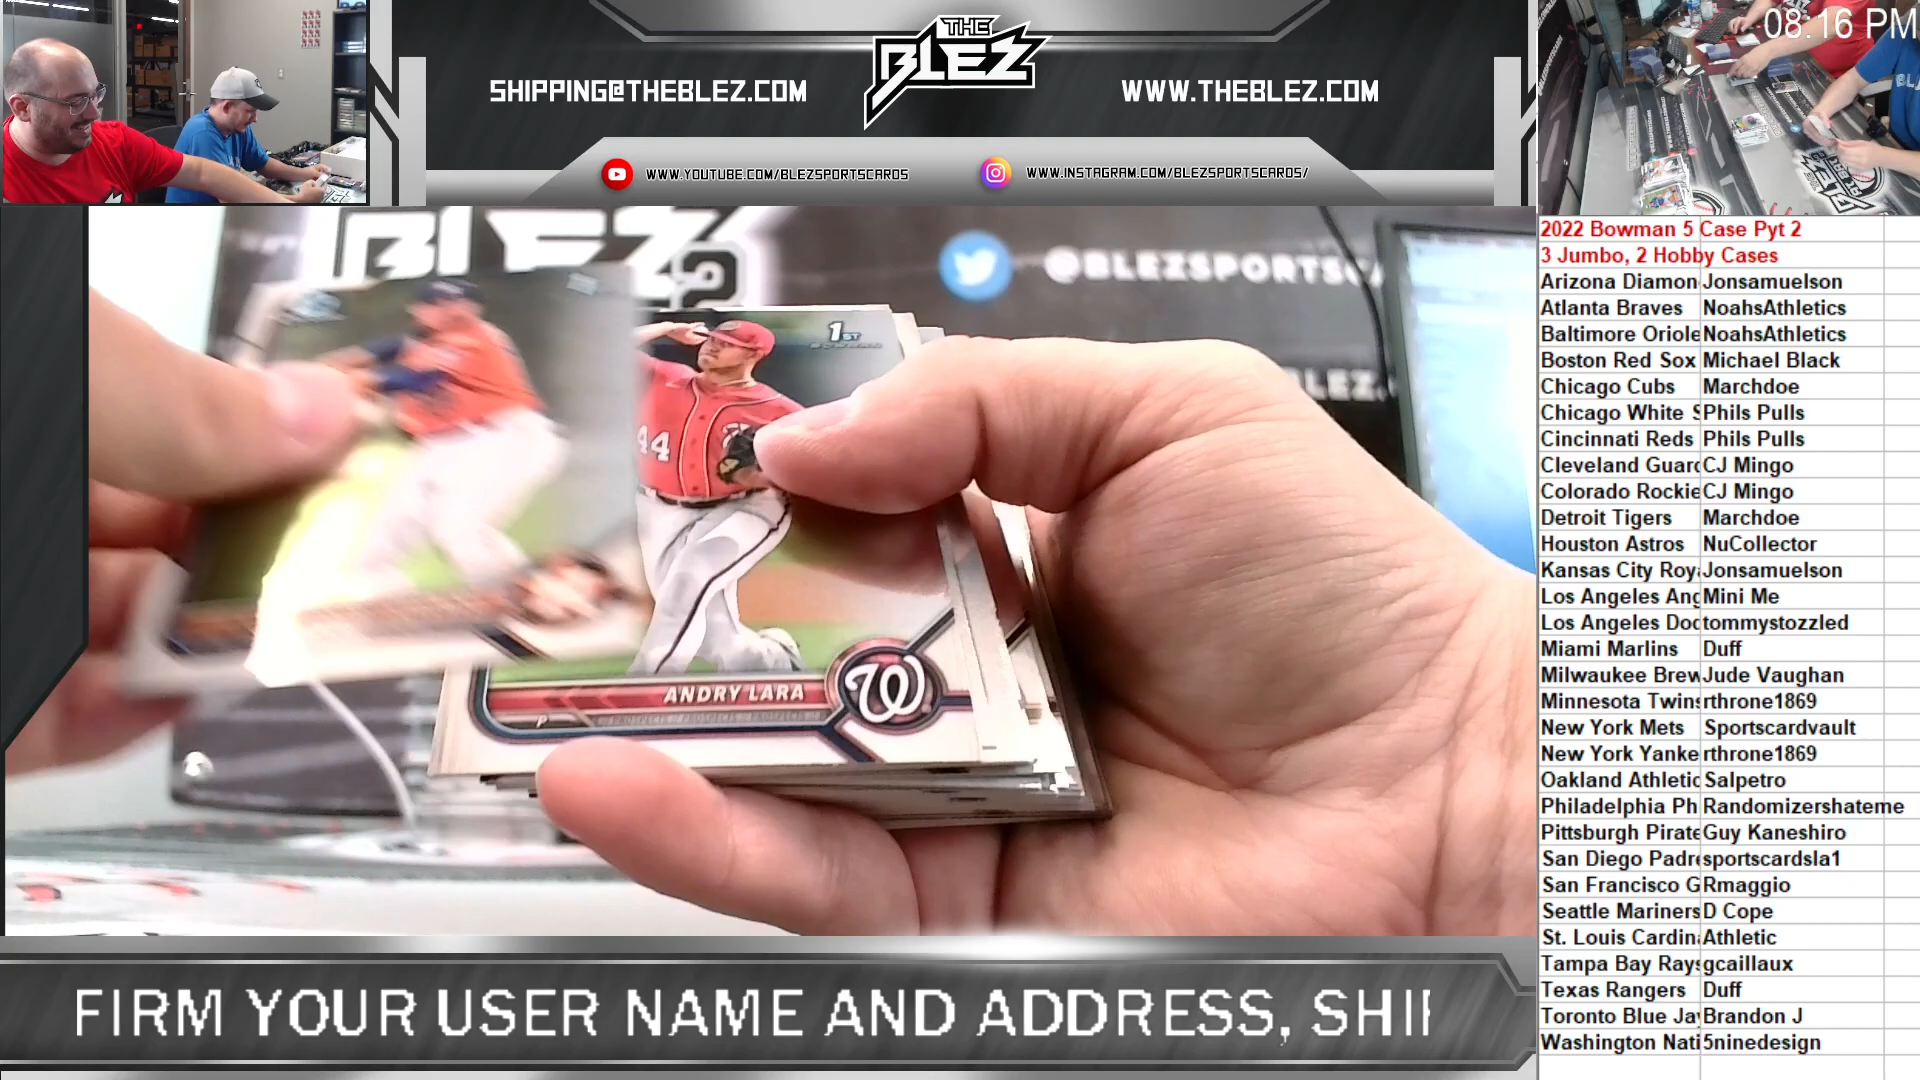 08:16 PM
THE
BLEZ
SHIPPING@THEBLEZ.COM
WWW.THEBLEZ.COM
WWW.YOUTUBE.COM/BLEZSPORTSCARDS
WWW.INSTAGRAM.COM/BLEZSPORTSCARDS/
BLEZ
@BLEZSPORTSCA
BLEZ.
1ST
44
ANDRY LARA
P
W
2022 Bowman 5 Case Pyt 2
3 Jumbo, 2 Hobby Cases
Arizona Diamon Jonsamuelson
Atlanta Braves NoahsAthletics
Baltimore Oriole NoahsAthletics
Boston Red Sox Michael Black
Chicago Cubs Marchdoe
Chicago White S Phils Pulls
Cincinnati Reds Phils Pulls
Cleveland Guard CJ Mingo
Colorado Rockie CJ Mingo
Detroit Tigers Marchdoe
Houston Astros NuCollector
Kansas City Roya Jonsamuelson
Los Angeles Ang Mini Me
Los Angeles Dod tommystozzled
Miami Marlins Duff
Milwaukee Brew Jude Vaughan
Minnesota Twins rthrone1869
New York Mets Sportscardvault
New York Yanke rthrone1869
Oakland Athletic Salpetro
Philadelphia Ph Randomizershateme
Pittsburgh Pirate Guy Kaneshiro
San Diego Padre sportscardsla1
San Francisco G Rmaggio
Seattle Mariners D Cope
St. Louis Cardina Athletic
Tampa Bay Rays gcaillaux
Texas Rangers Duff
Toronto Blue Jay Brandon J
Washington Nati 5ninedesign
FIRM YOUR USER NAME AND ADDRESS, SHI